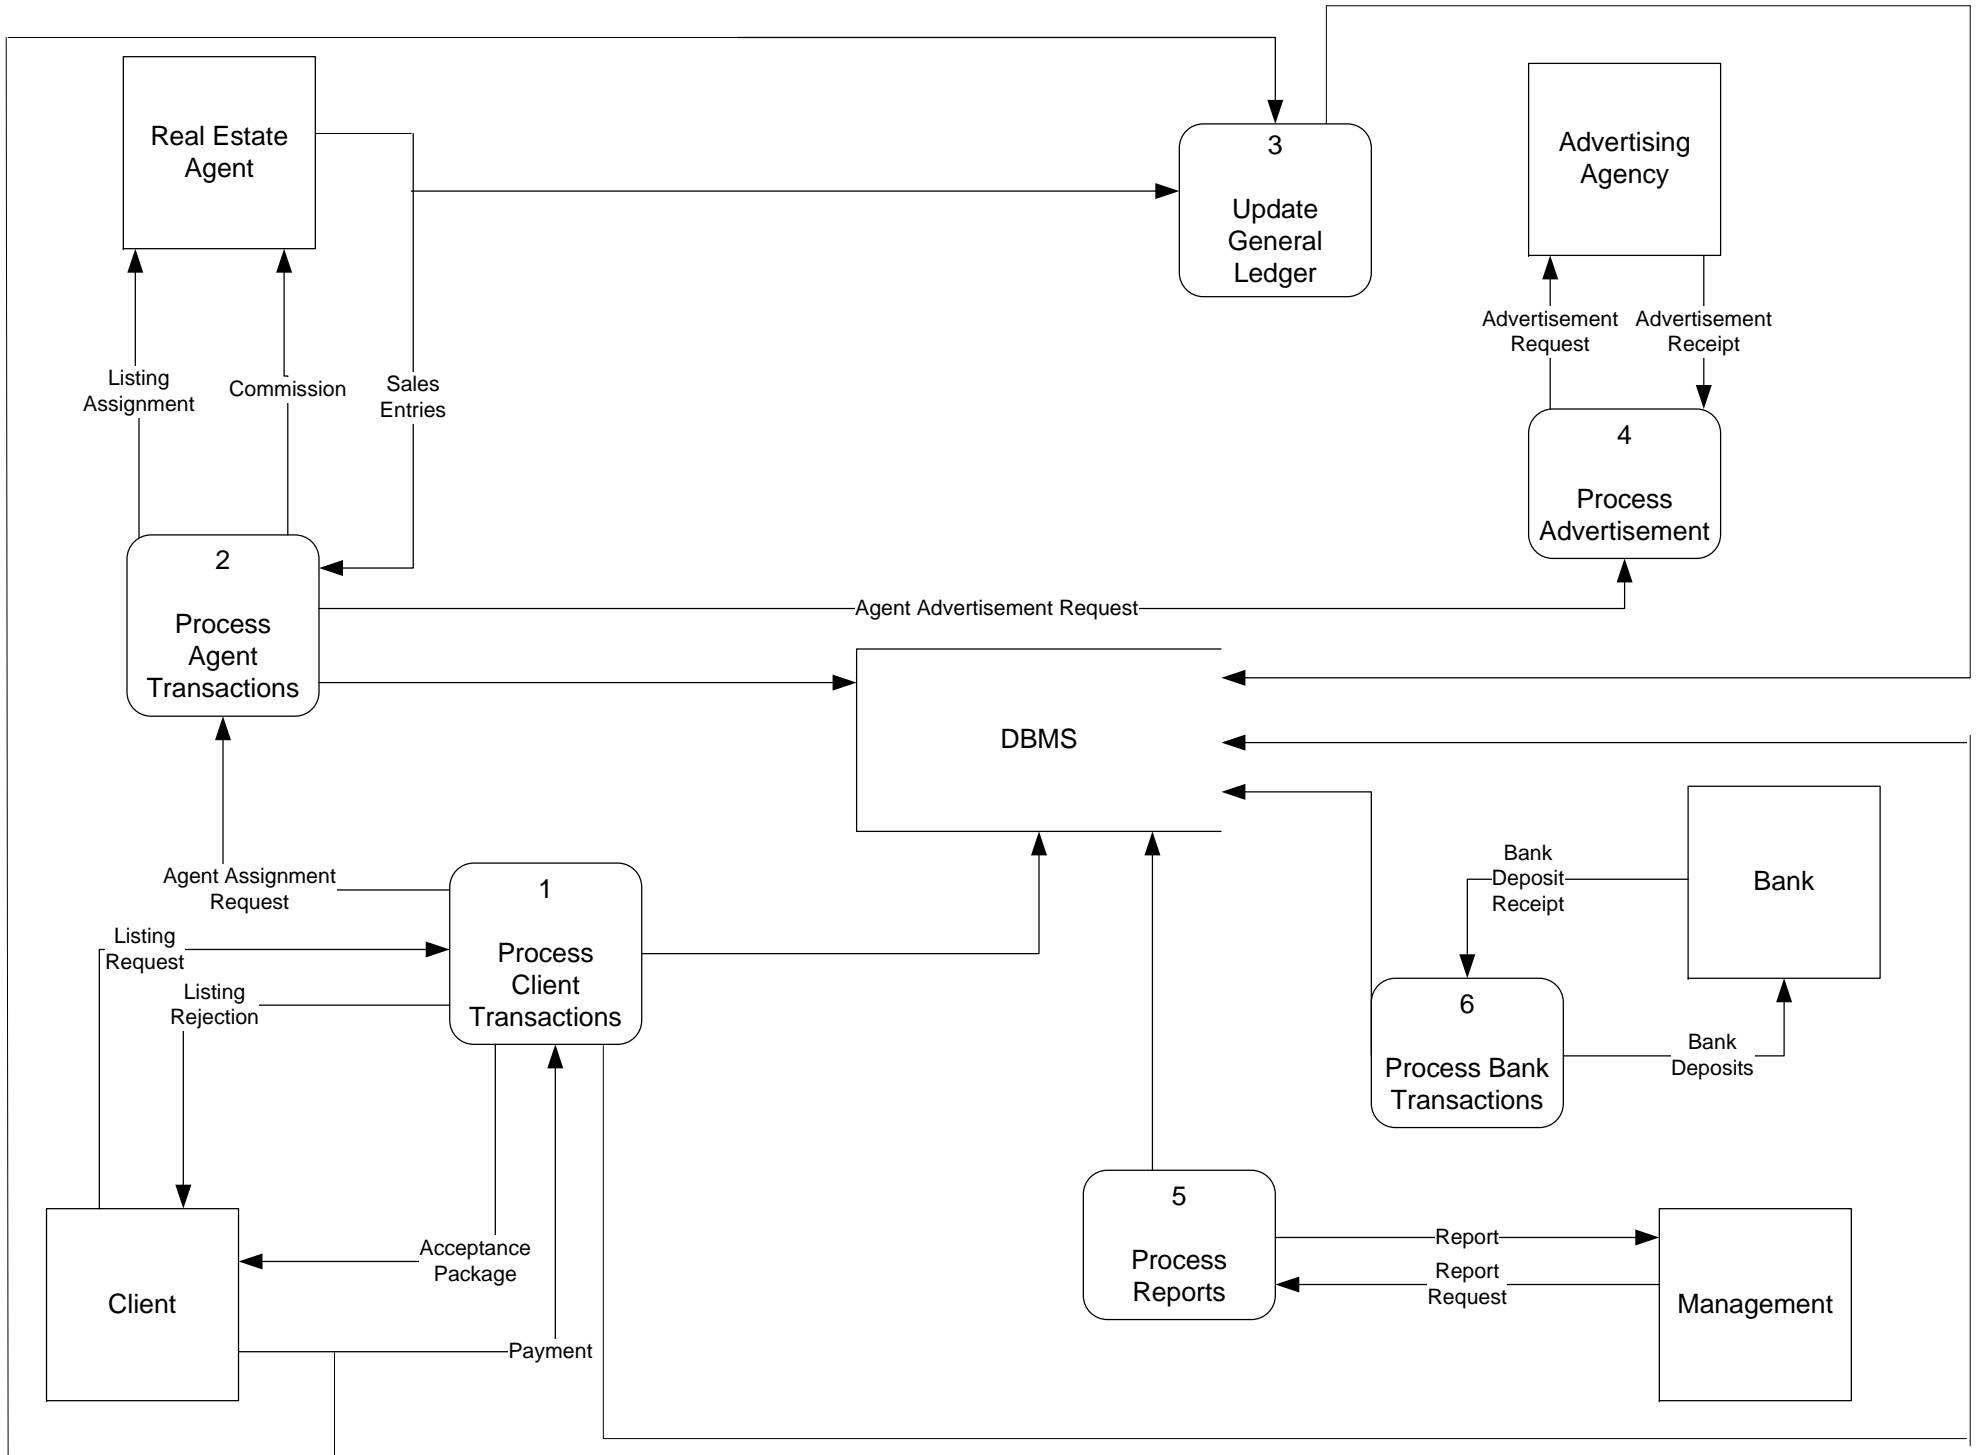 Real Estate
Agent
3
Update
General
Ledger
Advertising
Agency
Advertisement
Request
Advertisement
Receipt
Listing
Assignment
Commission
Sales
Entries
4
Process
Advertisement
2
Process
Agent
Transactions
Agent Advertisement Request
DBMS
Agent Assignment
Request
1
Process
Client
Transactions
Listing
Request
Listing
Rejection
Bank
Deposit
Receipt
Bank
6
Process Bank
Transactions
Bank
Deposits
5
Process
Reports
Report
Report
Request
Management
Acceptance
Package
Client
Payment